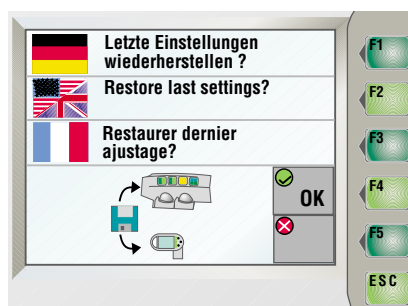 Letzte Einstellungen
wiederherstellen ?
Restore last settings?
Restaurer dernier
ajustage?
OK
F1
F2
F3
F4
F5
ESC